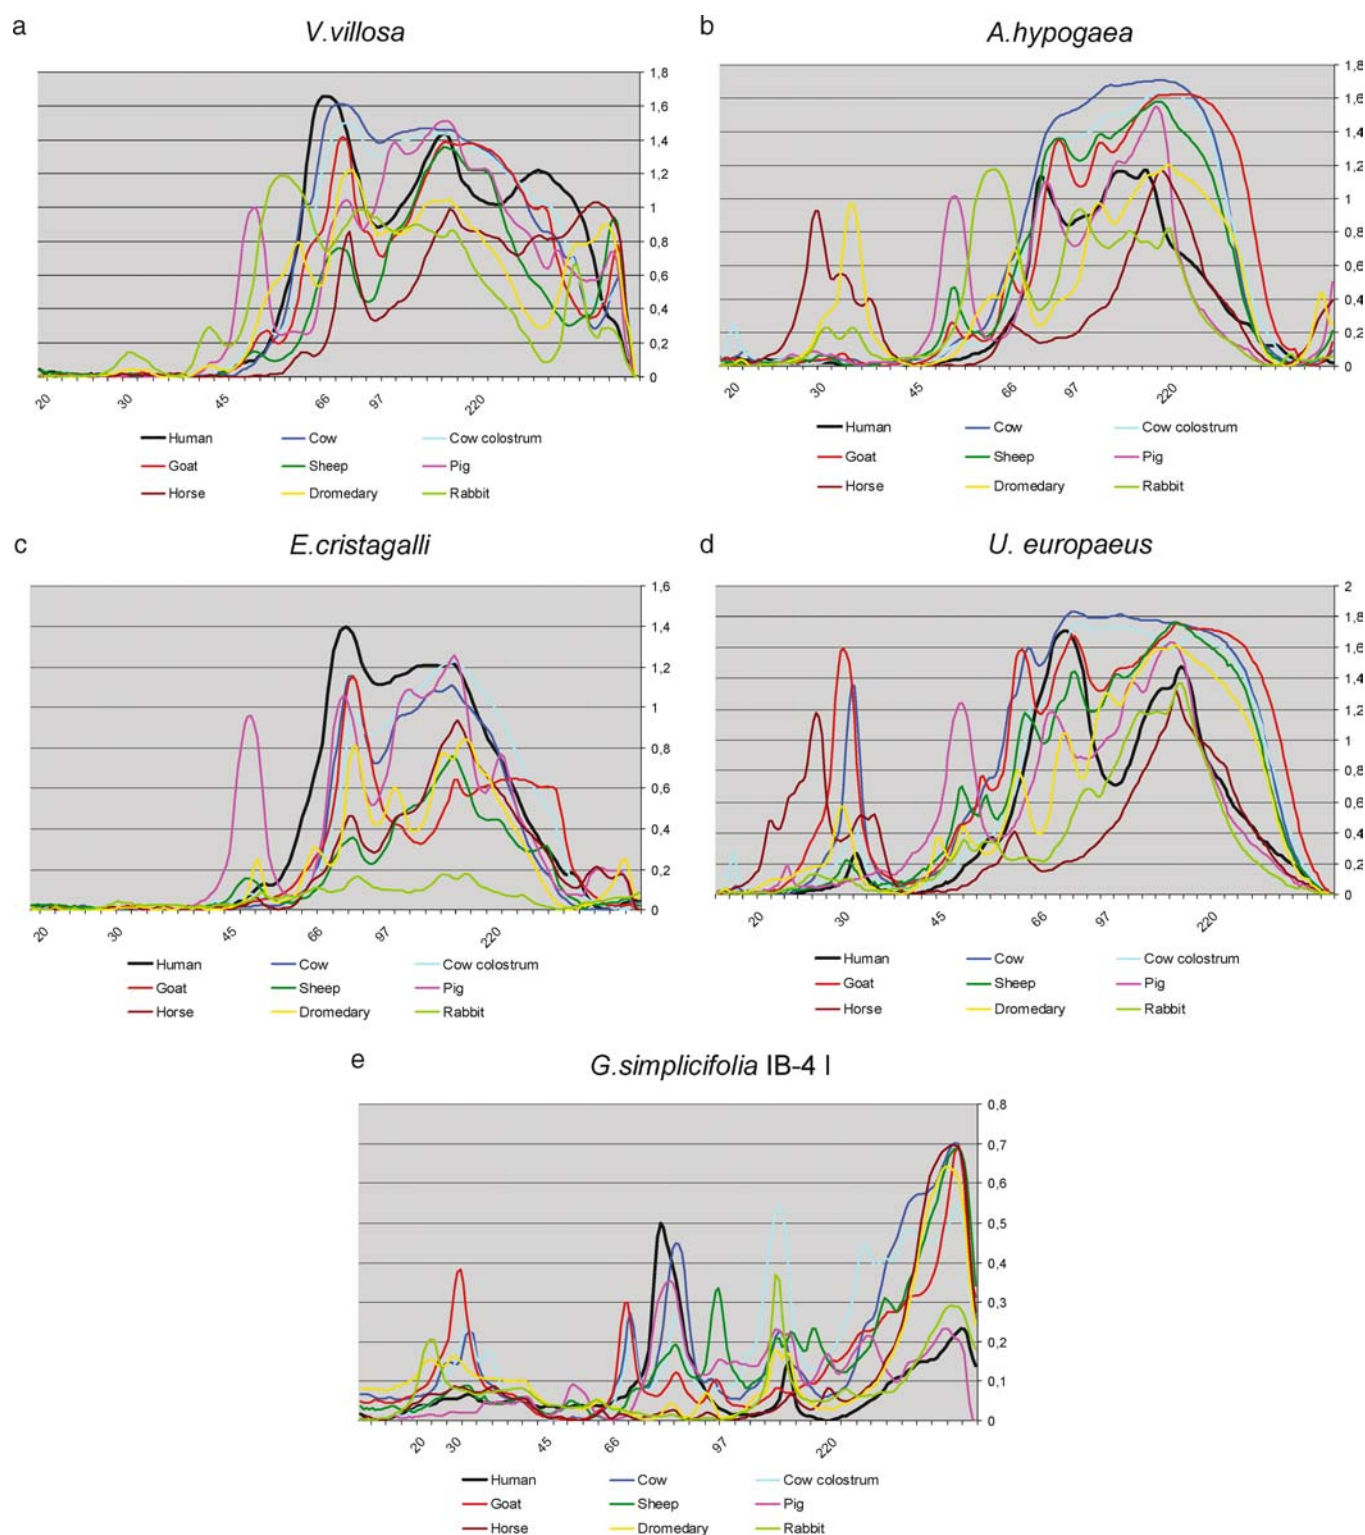 a
V.villosa
1,8
1,6
1,4
1,2
1
0,8
0,6
0,4
0,2
0
20 30 45 66 97 220
Human Cow Cow colostrum
Goat Sheep Pig
Horse Dromedary Rabbit
b
A.hypogaea
1,8
1,6
1,4
1,2
1
0,8
0,6
0,4
0,2
0
20 30 45 66 97 220
Human Cow Cow colostrum
Goat Sheep Pig
Horse Dromedary Rabbit
c
E.cristagalli
1,6
1,4
1,2
1
0,8
0,6
0,4
0,2
0
20 30 45 66 97 220
Human Cow Cow colostrum
Goat Sheep Pig
Horse Dromedary Rabbit
d
U. europaeus
2
1,8
1,6
1,4
1,2
1
0,8
0,6
0,4
0,2
0
20 30 45 66 97 220
Human Cow Cow colostrum
Goat Sheep Pig
Horse Dromedary Rabbit
e
G.simplicifolia IB-4 I
0,8
0,7
0,6
0,5
0,4
0,3
0,2
0,1
0
20 30 45 66 97 220
Human Cow Cow colostrum
Goat Sheep Pig
Horse Dromedary Rabbit